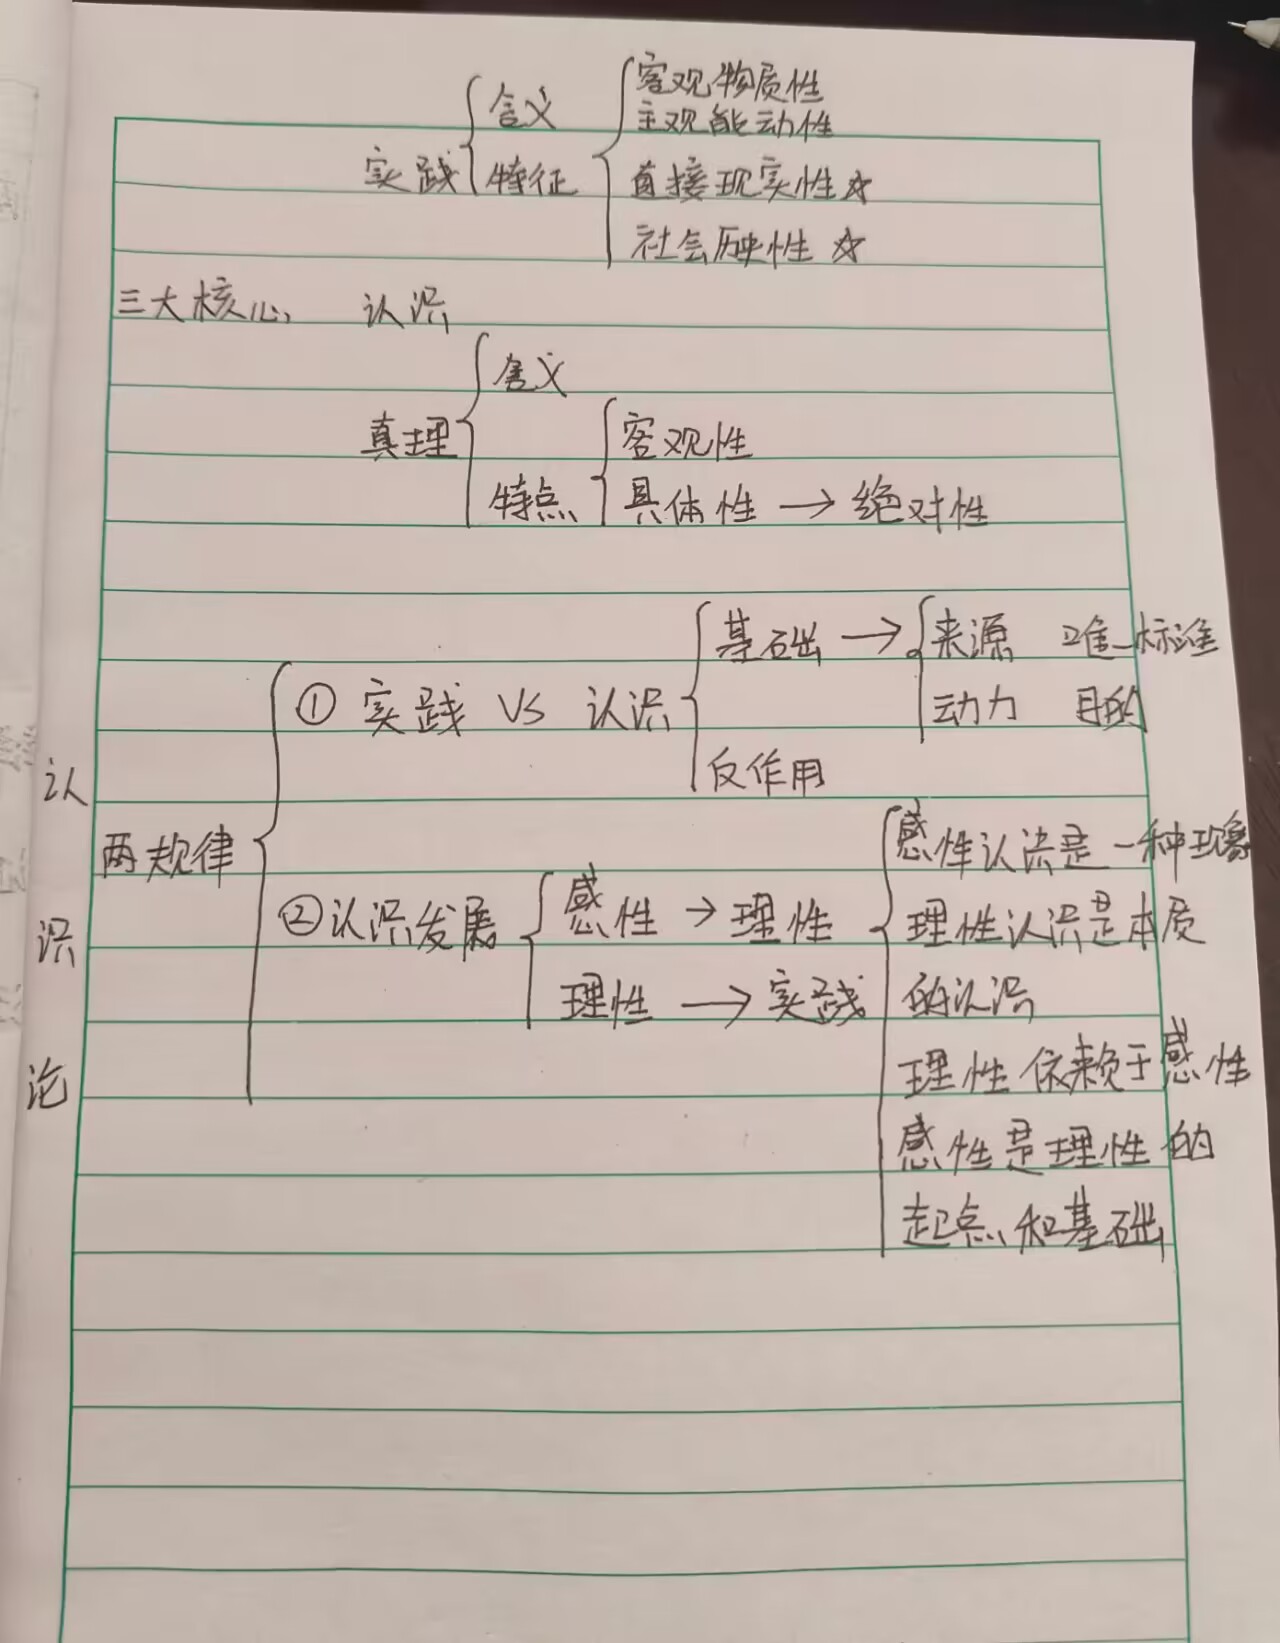 客观物质性
含义
主观能动性
实践 特征
直接现实性☆
社会历史性☆
三大核心 认识
含义
真理
客观性
特点 具体性 → 绝对性
基础 → 来源 唯一标准
① 实践 VS 认识
动力 目的
反作用
认识论
两规律
感性认识是一种现象
②认识发展 感性 → 理性
理性认识是本质
理性 → 实践
的认识
理性依赖于感性
感性是理性的
起点和基础